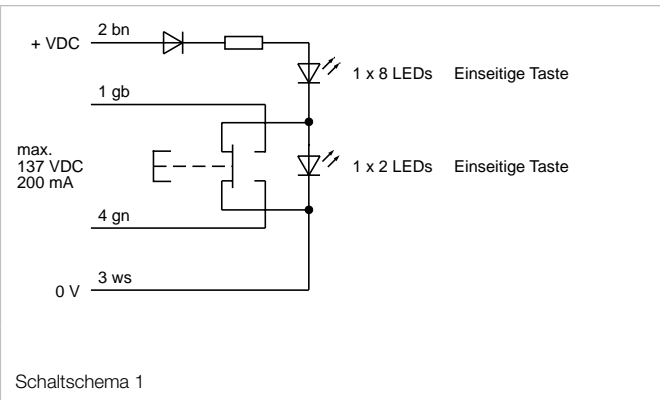 2 bn
+ VDC
1 x 8 LEDs Einseitige Taste
1 gb
max.
137 VDC
200 mA
1 x 2 LEDs Einseitige Taste
4 gn
3 ws
0 V
Schaltschema 1